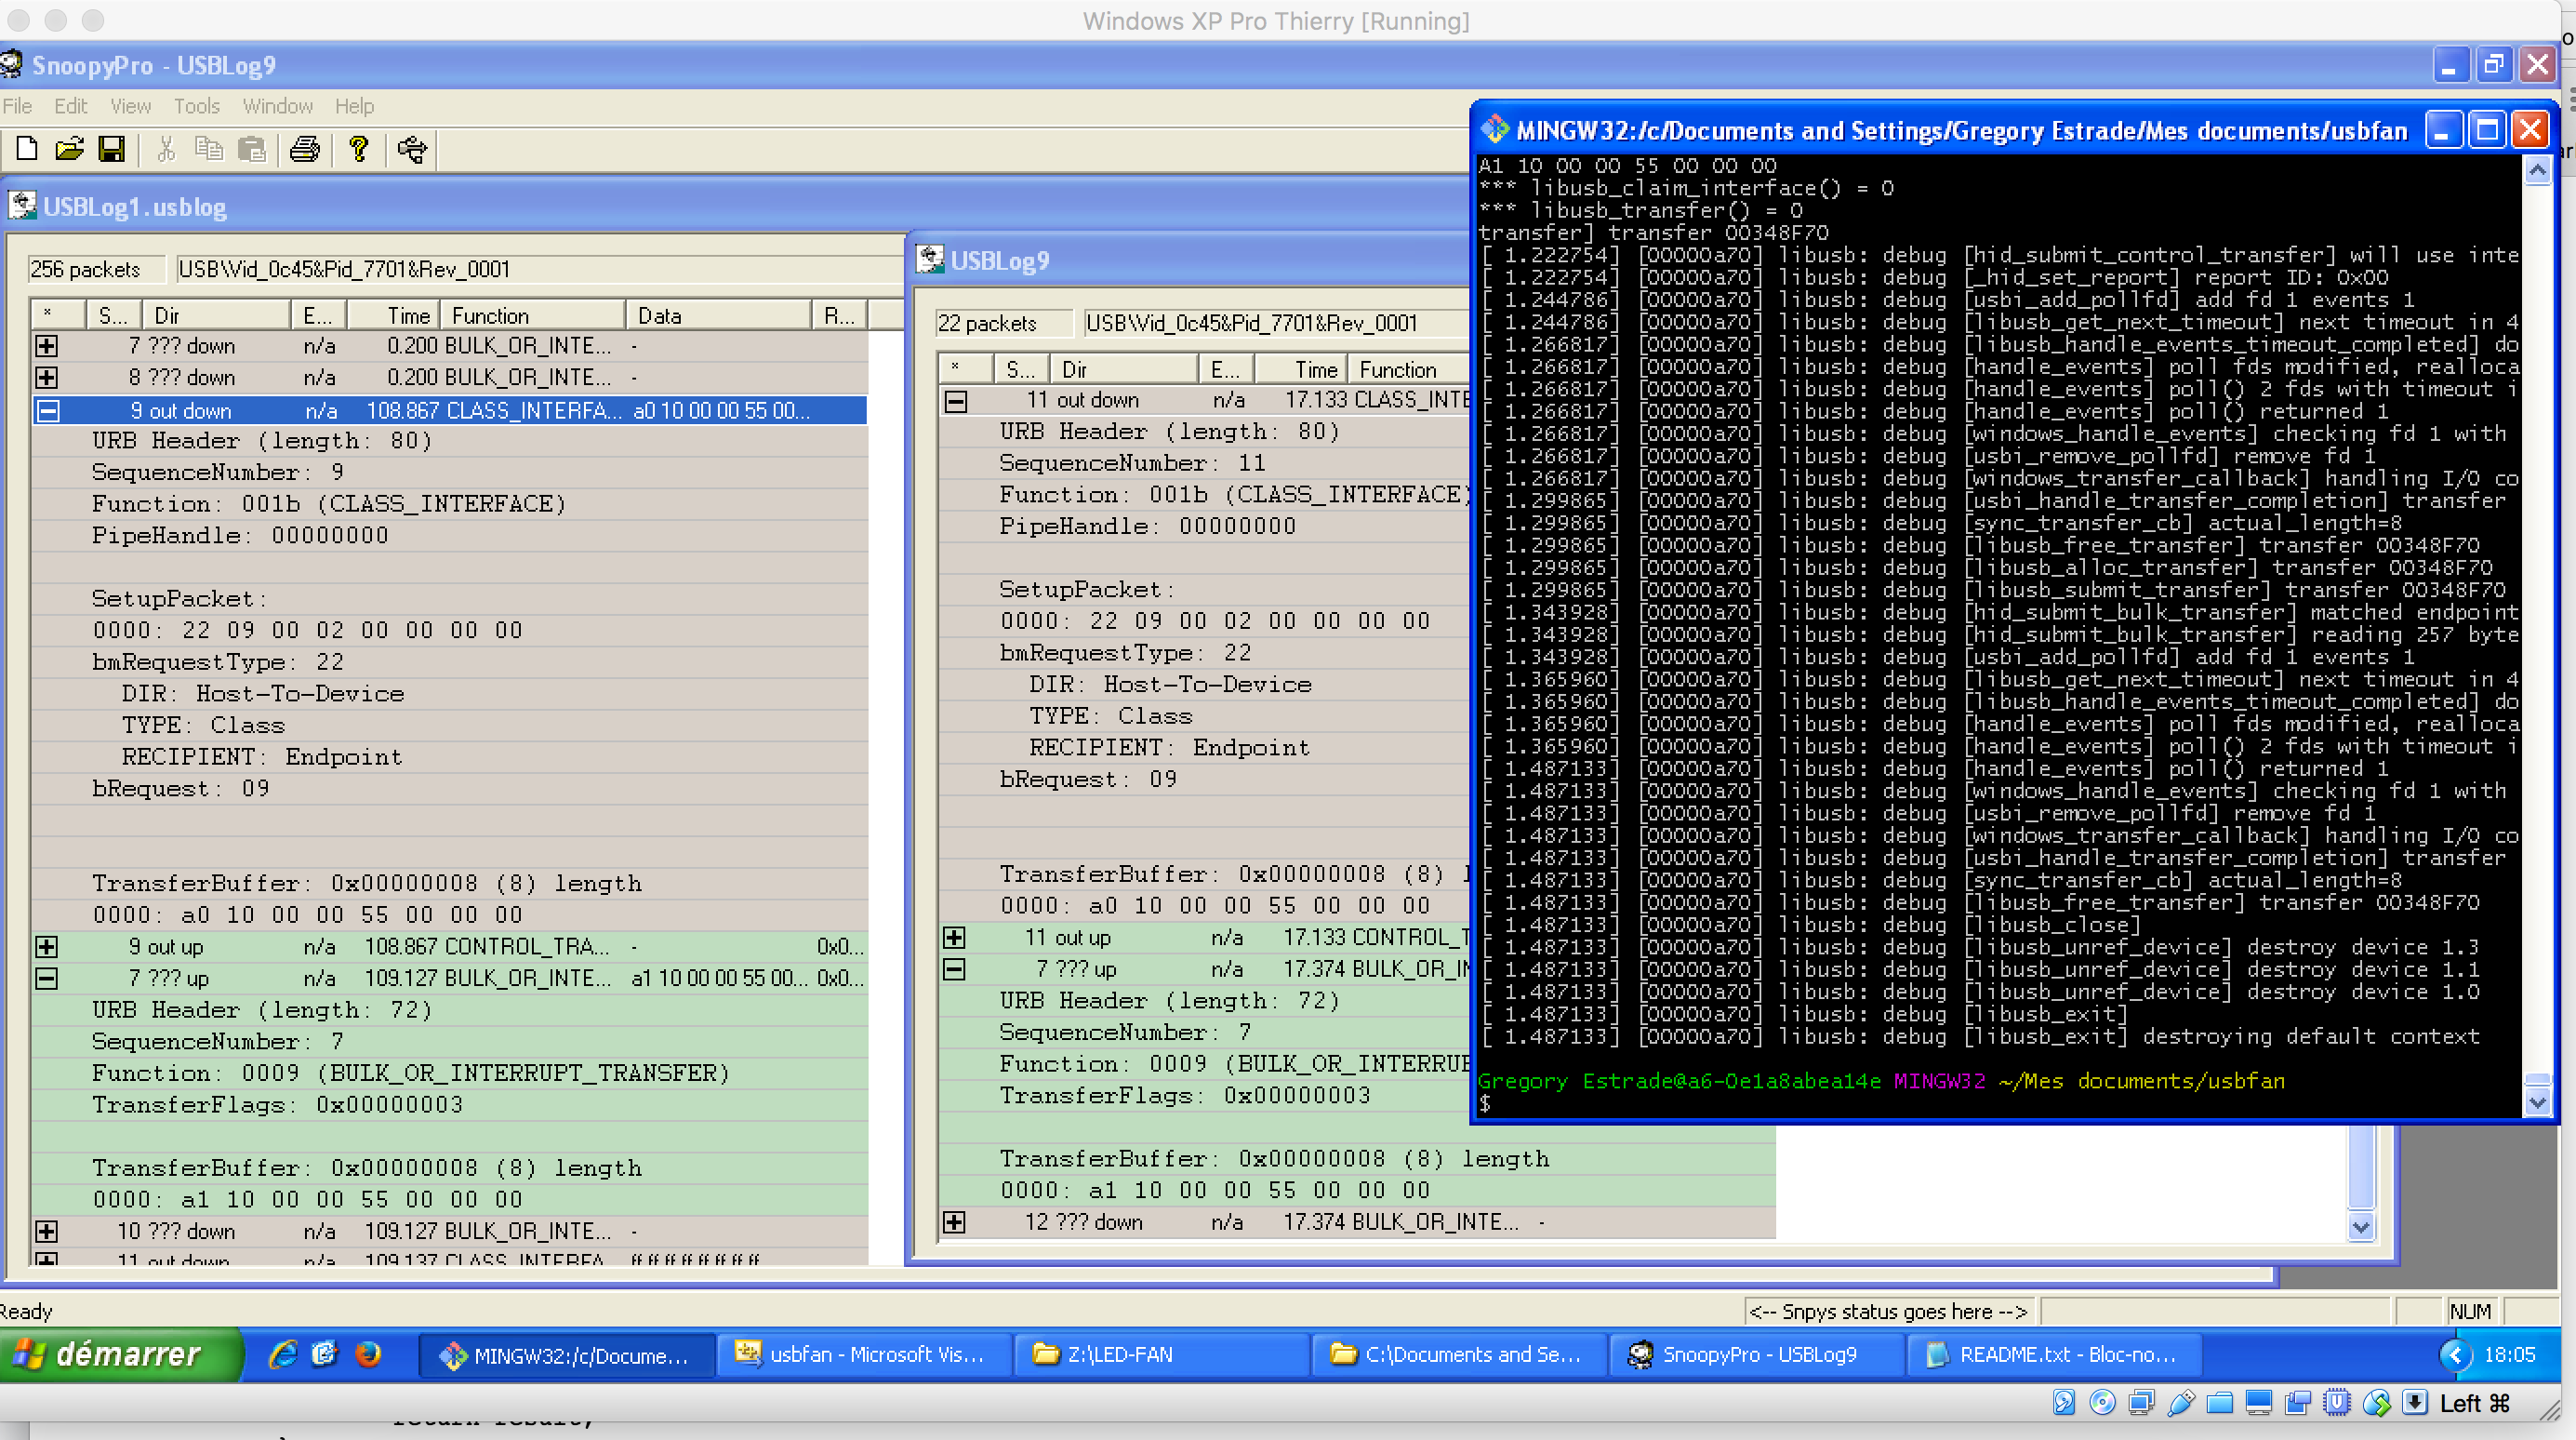 Windows XP Pro Thierry [Running]
SnoopyPro - USBLog9
File Edit View Tools Window Help
USBLog1.usblog
256 packets USB\Vid_0c45&Pid_7701&Rev_0001
* S... Dir E... Time Function Data R...
7 ??? down n/a 0.200 BULK_OR_INTE... -
8 ??? down n/a 0.200 BULK_OR_INTE... -
9 out down n/a 108.867 CLASS_INTERFA... a0 10 00 00 55 00...
URB Header (length: 80)
SequenceNumber: 9
Function: 001b (CLASS_INTERFACE)
PipeHandle: 00000000
SetupPacket:
0000: 22 09 00 02 00 00 00 00
bmRequestType: 22
DIR: Host-To-Device
TYPE: Class
RECIPIENT: Endpoint
bRequest: 09
TransferBuffer: 0x00000008 (8) length
0000: a0 10 00 00 55 00 00 00
9 out up n/a 108.867 CONTROL_TRA... - 0x0...
7 ??? up n/a 109.127 BULK_OR_INTE... a1 10 00 00 55 00... 0x0...
URB Header (length: 72)
SequenceNumber: 7
Function: 0009 (BULK_OR_INTERRUPT_TRANSFER)
TransferFlags: 0x00000003
TransferBuffer: 0x00000008 (8) length
0000: a1 10 00 00 55 00 00 00
10 ??? down n/a 109.127 BULK_OR_INTE... -
11 out down n/a 109.137 CLASS_INTERFA... ff ff ff ff ff ff ff ff
USBLog9
22 packets USB\Vid_0c45&Pid_7701&Rev_0001
* S... Dir E... Time Function
11 out down n/a 17.133 CLASS_INTE
URB Header (length: 80)
SequenceNumber: 11
Function: 001b (CLASS_INTERFACE)
PipeHandle: 00000000
SetupPacket:
0000: 22 09 00 02 00 00 00 00
bmRequestType: 22
DIR: Host-To-Device
TYPE: Class
RECIPIENT: Endpoint
bRequest: 09
TransferBuffer: 0x00000008 (8) l
0000: a0 10 00 00 55 00 00 00
11 out up n/a 17.133 CONTROL_T
7 ??? up n/a 17.374 BULK_OR_IN
URB Header (length: 72)
SequenceNumber: 7
Function: 0009 (BULK_OR_INTERRUP
TransferFlags: 0x00000003
TransferBuffer: 0x00000008 (8) length
0000: a1 10 00 00 55 00 00 00
12 ??? down n/a 17.374 BULK_OR_INTE... -
MINGW32:/c/Documents and Settings/Gregory Estrade/Mes documents/usbfan
A1 10 00 00 55 00 00 00
*** libusb_claim_interface() = 0
*** libusb_transfer() = 0
transfer] transfer 00348F70
[ 1.222754] [00000a70] libusb: debug [hid_submit_control_transfer] will use inte
[ 1.222754] [00000a70] libusb: debug [_hid_set_report] report ID: 0x00
[ 1.244786] [00000a70] libusb: debug [usbi_add_pollfd] add fd 1 events 1
[ 1.244786] [00000a70] libusb: debug [libusb_get_next_timeout] next timeout in 4
[ 1.266817] [00000a70] libusb: debug [libusb_handle_events_timeout_completed] do
[ 1.266817] [00000a70] libusb: debug [handle_events] poll fds modified, realloca
[ 1.266817] [00000a70] libusb: debug [handle_events] poll() 2 fds with timeout i
[ 1.266817] [00000a70] libusb: debug [handle_events] poll() returned 1
[ 1.266817] [00000a70] libusb: debug [windows_handle_events] checking fd 1 with
[ 1.266817] [00000a70] libusb: debug [usbi_remove_pollfd] remove fd 1
[ 1.266817] [00000a70] libusb: debug [windows_transfer_callback] handling I/O co
[ 1.299865] [00000a70] libusb: debug [usbi_handle_transfer_completion] transfer
[ 1.299865] [00000a70] libusb: debug [sync_transfer_cb] actual_length=8
[ 1.299865] [00000a70] libusb: debug [libusb_free_transfer] transfer 00348F70
[ 1.299865] [00000a70] libusb: debug [libusb_alloc_transfer] transfer 00348F70
[ 1.299865] [00000a70] libusb: debug [libusb_submit_transfer] transfer 00348F70
[ 1.343928] [00000a70] libusb: debug [hid_submit_bulk_transfer] matched endpoint
[ 1.343928] [00000a70] libusb: debug [hid_submit_bulk_transfer] reading 257 byte
[ 1.343928] [00000a70] libusb: debug [usbi_add_pollfd] add fd 1 events 1
[ 1.365960] [00000a70] libusb: debug [libusb_get_next_timeout] next timeout in 4
[ 1.365960] [00000a70] libusb: debug [libusb_handle_events_timeout_completed] do
[ 1.365960] [00000a70] libusb: debug [handle_events] poll fds modified, realloca
[ 1.365960] [00000a70] libusb: debug [handle_events] poll() 2 fds with timeout i
[ 1.487133] [00000a70] libusb: debug [handle_events] poll() returned 1
[ 1.487133] [00000a70] libusb: debug [windows_handle_events] checking fd 1 with
[ 1.487133] [00000a70] libusb: debug [usbi_remove_pollfd] remove fd 1
[ 1.487133] [00000a70] libusb: debug [windows_transfer_callback] handling I/O co
[ 1.487133] [00000a70] libusb: debug [usbi_handle_transfer_completion] transfer
[ 1.487133] [00000a70] libusb: debug [sync_transfer_cb] actual_length=8
[ 1.487133] [00000a70] libusb: debug [libusb_free_transfer] transfer 00348F70
[ 1.487133] [00000a70] libusb: debug [libusb_close]
[ 1.487133] [00000a70] libusb: debug [libusb_unref_device] destroy device 1.3
[ 1.487133] [00000a70] libusb: debug [libusb_unref_device] destroy device 1.1
[ 1.487133] [00000a70] libusb: debug [libusb_unref_device] destroy device 1.0
[ 1.487133] [00000a70] libusb: debug [libusb_exit]
[ 1.487133] [00000a70] libusb: debug [libusb_exit] destroying default context
Gregory Estrade@a6-0e1a8abea14e MINGW32 ~/Mes documents/usbfan
$
Ready <-- Snpys status goes here --> NUM
démarrer MINGW32:/c/Docume... usbfan - Microsoft Vis... Z:\LED-FAN C:\Documents and Se... SnoopyPro - USBLog9 README.txt - Bloc-no... 18:05
Left ⌘
return result;